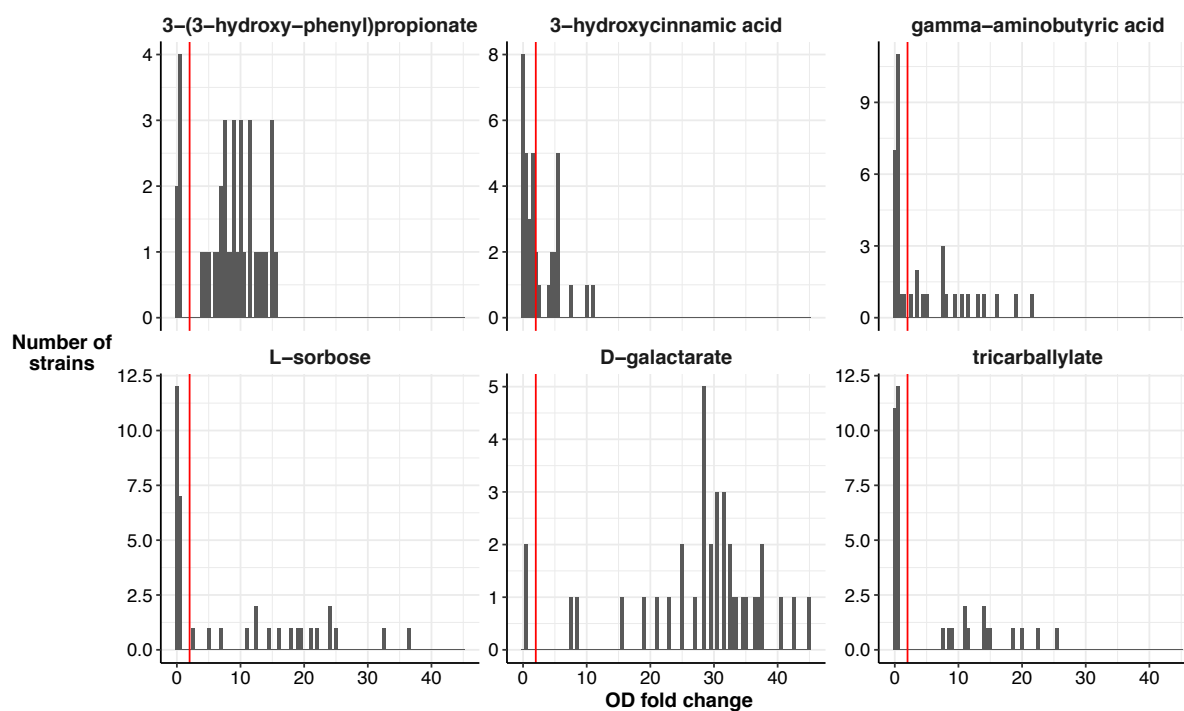 3−(3−hydroxy−phenyl)propionate
3−hydroxycinnamic acid
gamma−aminobutyric acid
4
3
2
1
0
8
6
4
2
0
9
6
3
0
Number of
strains
L−sorbose
D−galactarate
tricarballylate
12.5
10.0
7.5
5.0
2.5
0.0
5
4
3
2
1
0
12.5
10.0
7.5
5.0
2.5
0.0
0 10 20 30 40
0 10 20 30 40
0 10 20 30 40
OD fold change